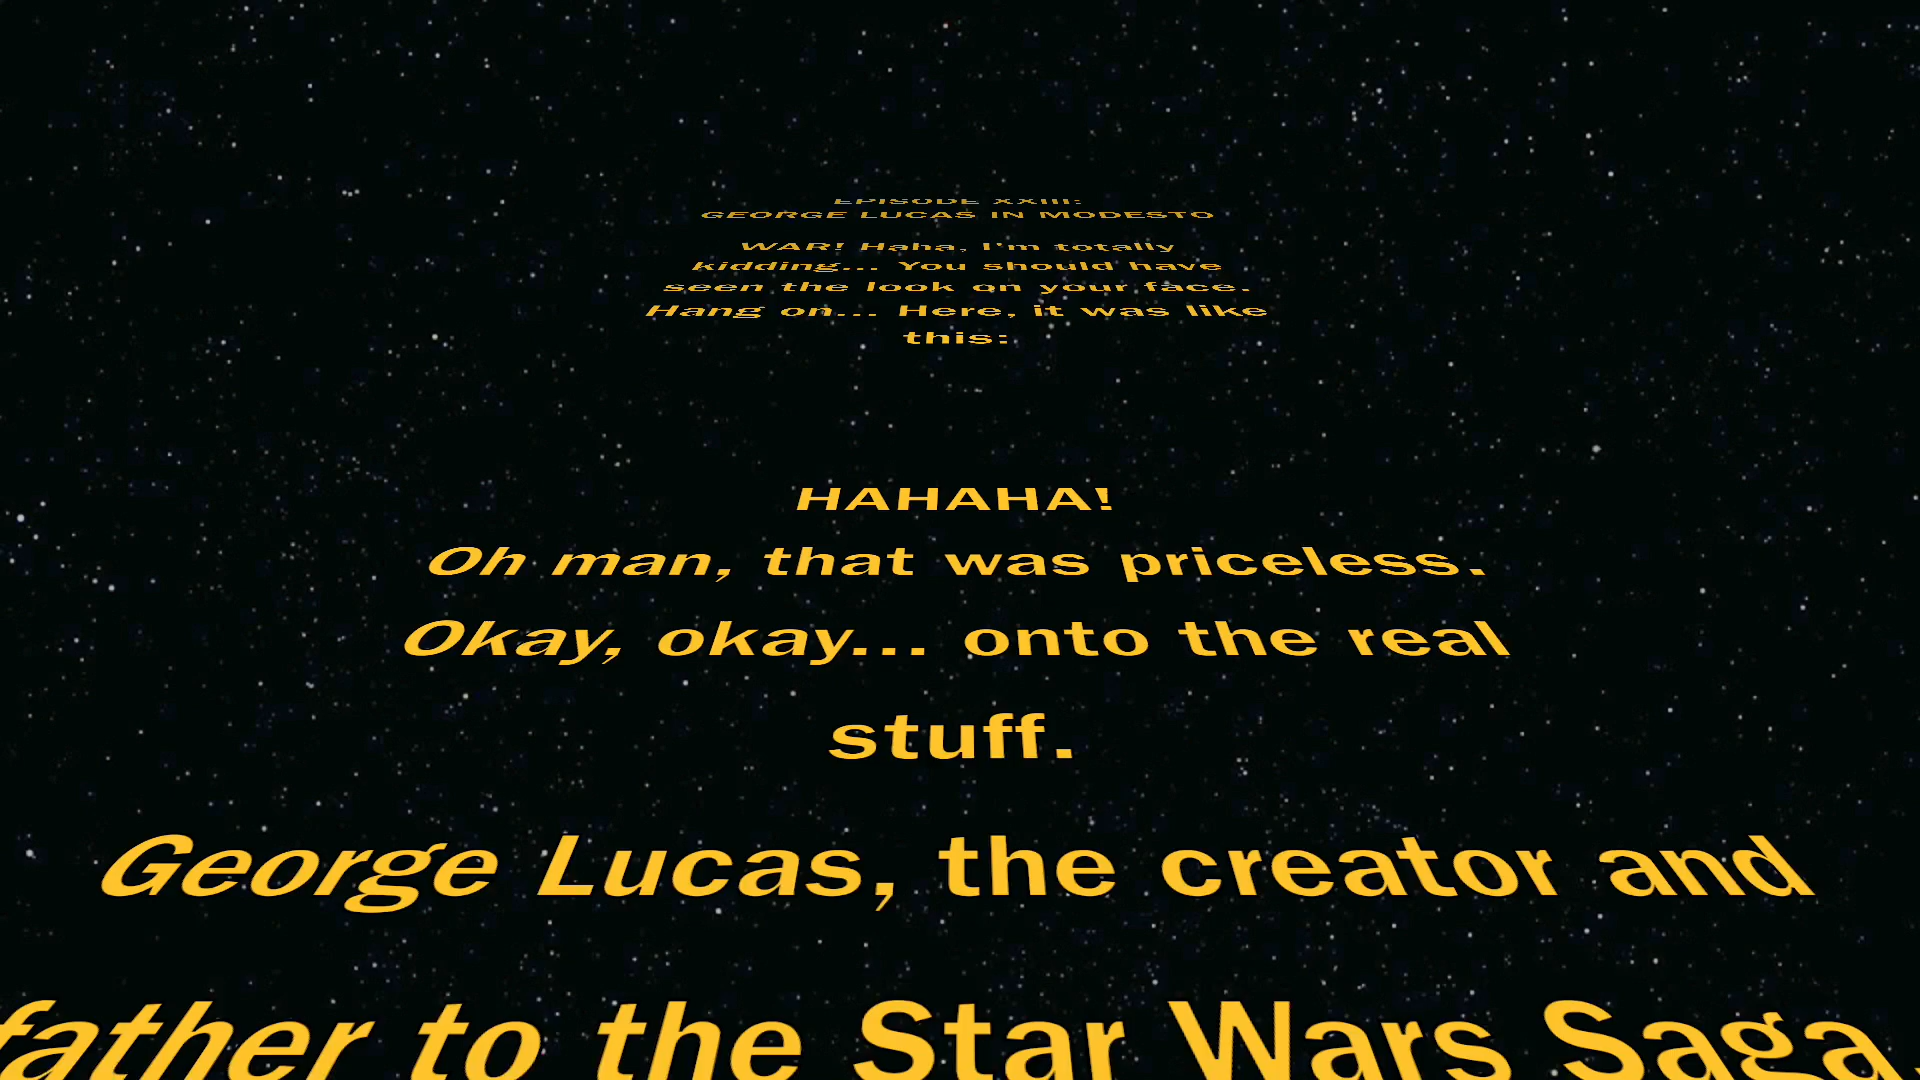 EPISODE XXIII:
GEORGE LUCAS IN MODESTO
WAR! Haha, I'm totally
kidding... You should have
seen the look on your face.
Hang on... Here, it was like
this:
HAHAHA!
Oh man, that was priceless.
Okay, okay... onto the real
stuff.
George Lucas, the creator and
father to the Star Wars Saga,